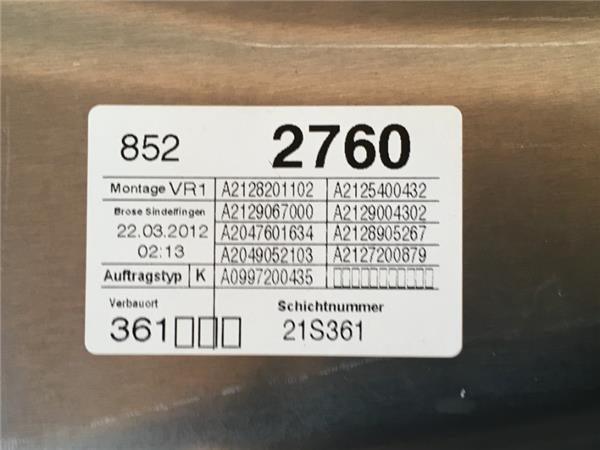 852 2760
Montage VR1 A2128201102 A2125400432
Brose Sindelfingen A2129067000 A2129004302
22.03.2012 A2047601634 A2128905267
02:13 A2049052103 A2127200879
Auftragstyp K A0997200435 □□□□□□□□□□□
Verbauort Schichtnummer
361□□□ 21S361